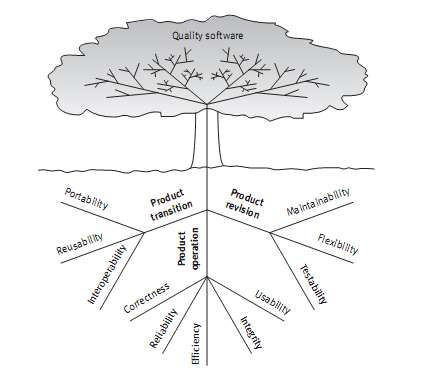 Quality software
Product
transition
Product
revision
Product
operation
Portability
Reusability
Interoperability
Maintainability
Flexibility
Testability
Correctness
Reliability
Efficiency
Integrity
Usability